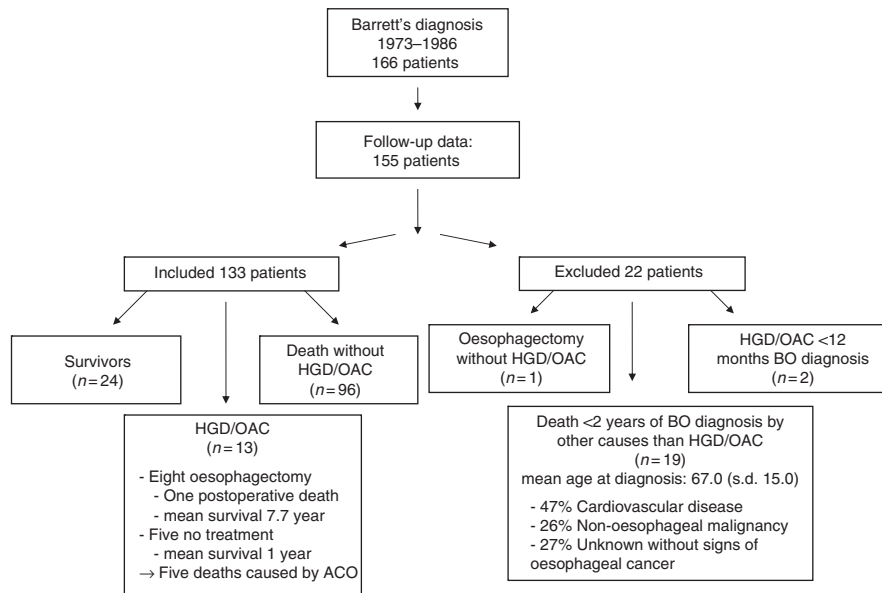 Barrett's diagnosis
1973–1986
166 patients
Follow-up data:
155 patients
Included 133 patients
Excluded 22 patients
Survivors
(n = 24)
Death without
HGD/OAC
(n = 96)
Oesophagectomy
without HGD/OAC
(n = 1)
HGD/OAC <12
months BO diagnosis
(n = 2)
HGD/OAC
(n = 13)
- Eight oesophagectomy
- One postoperative death
- mean survival 7.7 year
- Five no treatment
- mean survival 1 year
→ Five deaths caused by ACO
Death <2 years of BO diagnosis by
other causes than HGD/OAC
(n = 19)
mean age at diagnosis: 67.0 (s.d. 15.0)
- 47% Cardiovascular disease
- 26% Non-oesophageal malignancy
- 27% Unknown without signs of
oesophageal cancer